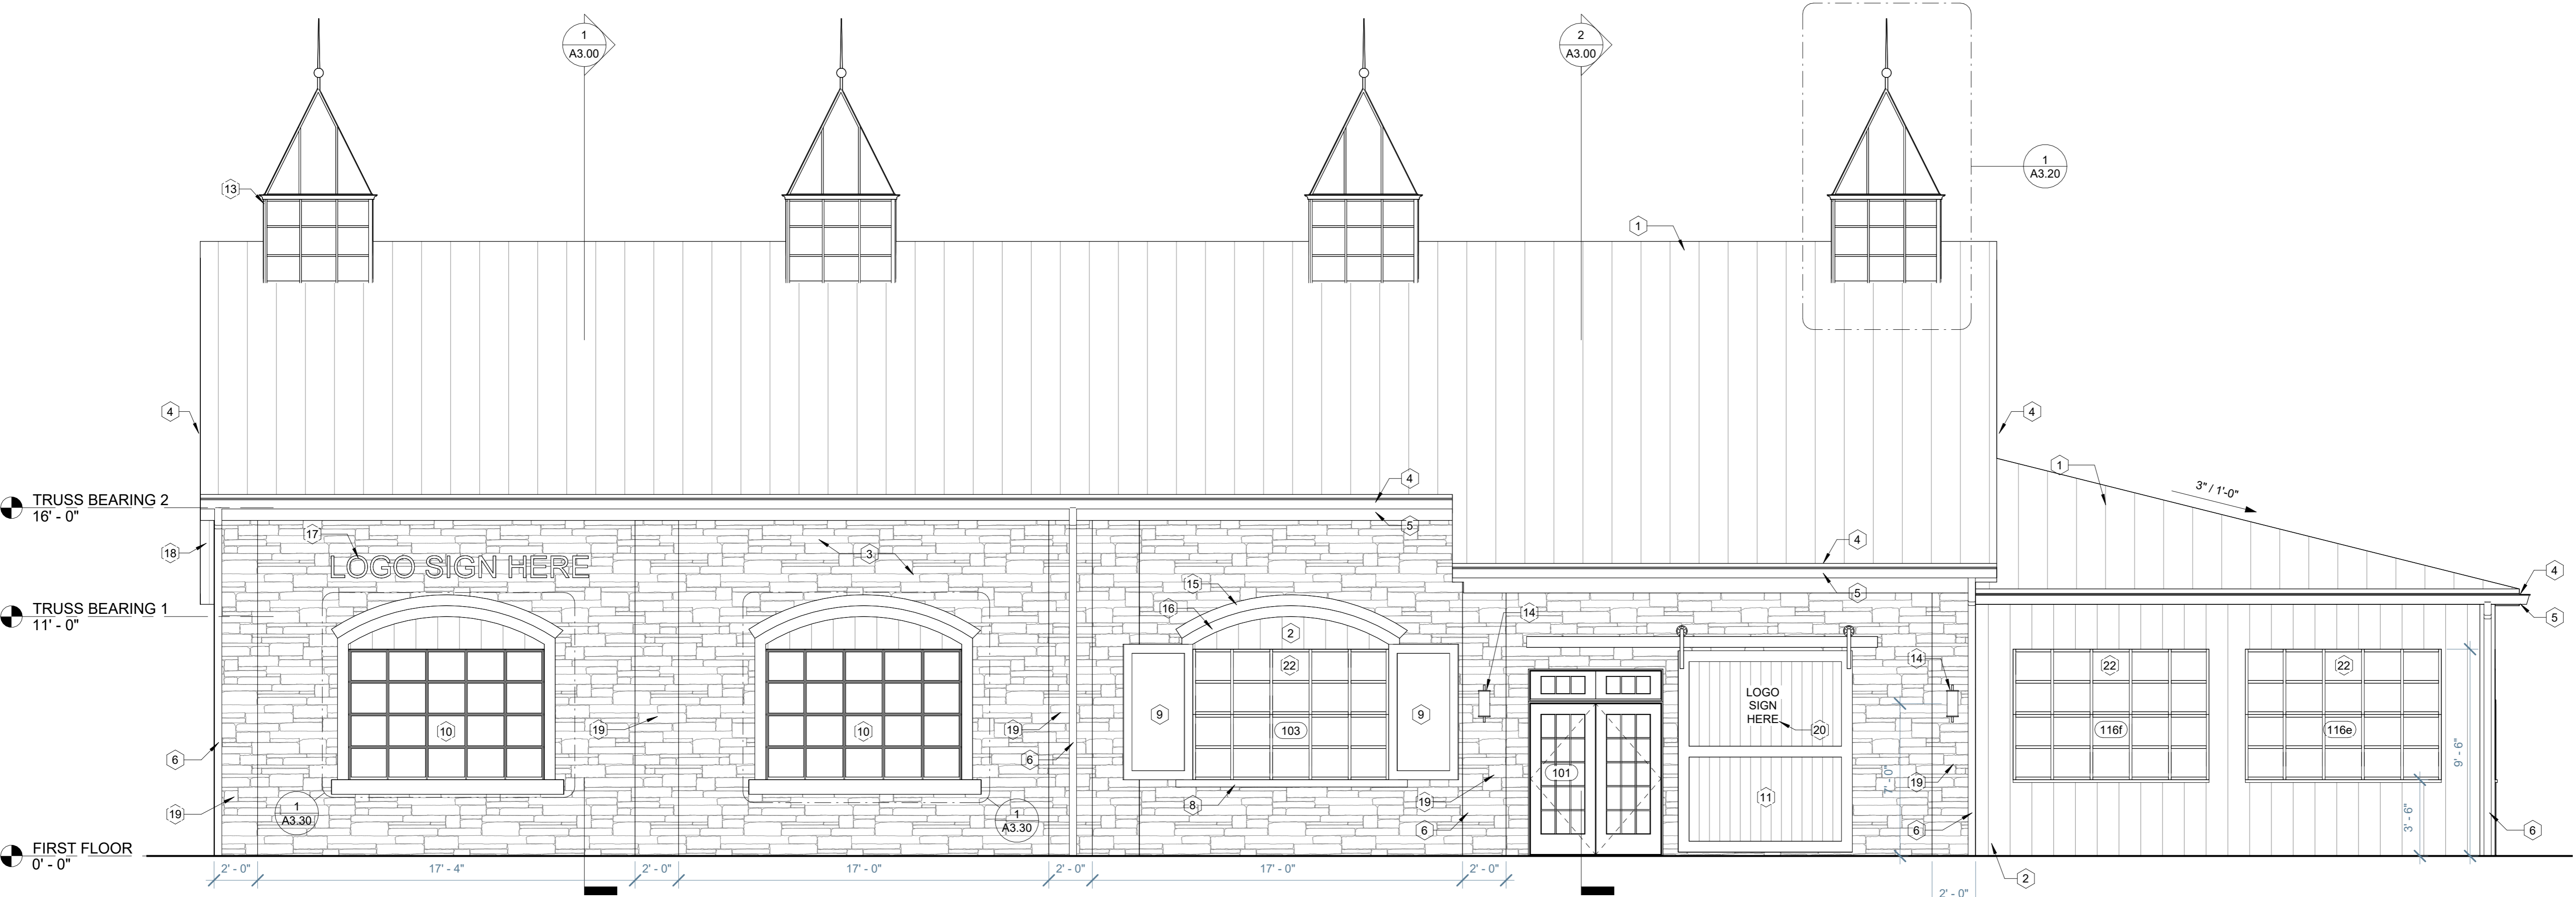 1
A3.00
2
A3.00
1
A3.20
13
1
4
4
1
3" / 1'-0"
TRUSS BEARING 2
16' - 0"
4
5
17
LOGO SIGN HERE
18
3
4
5
4
5
TRUSS BEARING 1
11' - 0"
15
16
14
2
22
14
22
22
9
9
LOGO
SIGN
HERE
20
10
19
10
19
103
116f
116e
6
6
101
7' - 0"
9' - 6"
19
19
11
19
8
1
A3.30
1
A3.30
6
6
3' - 6"
6
FIRST FLOOR
0' - 0"
2' - 0"
17' - 4"
2' - 0"
17' - 0"
2' - 0"
17' - 0"
2' - 0"
2
2' - 0"